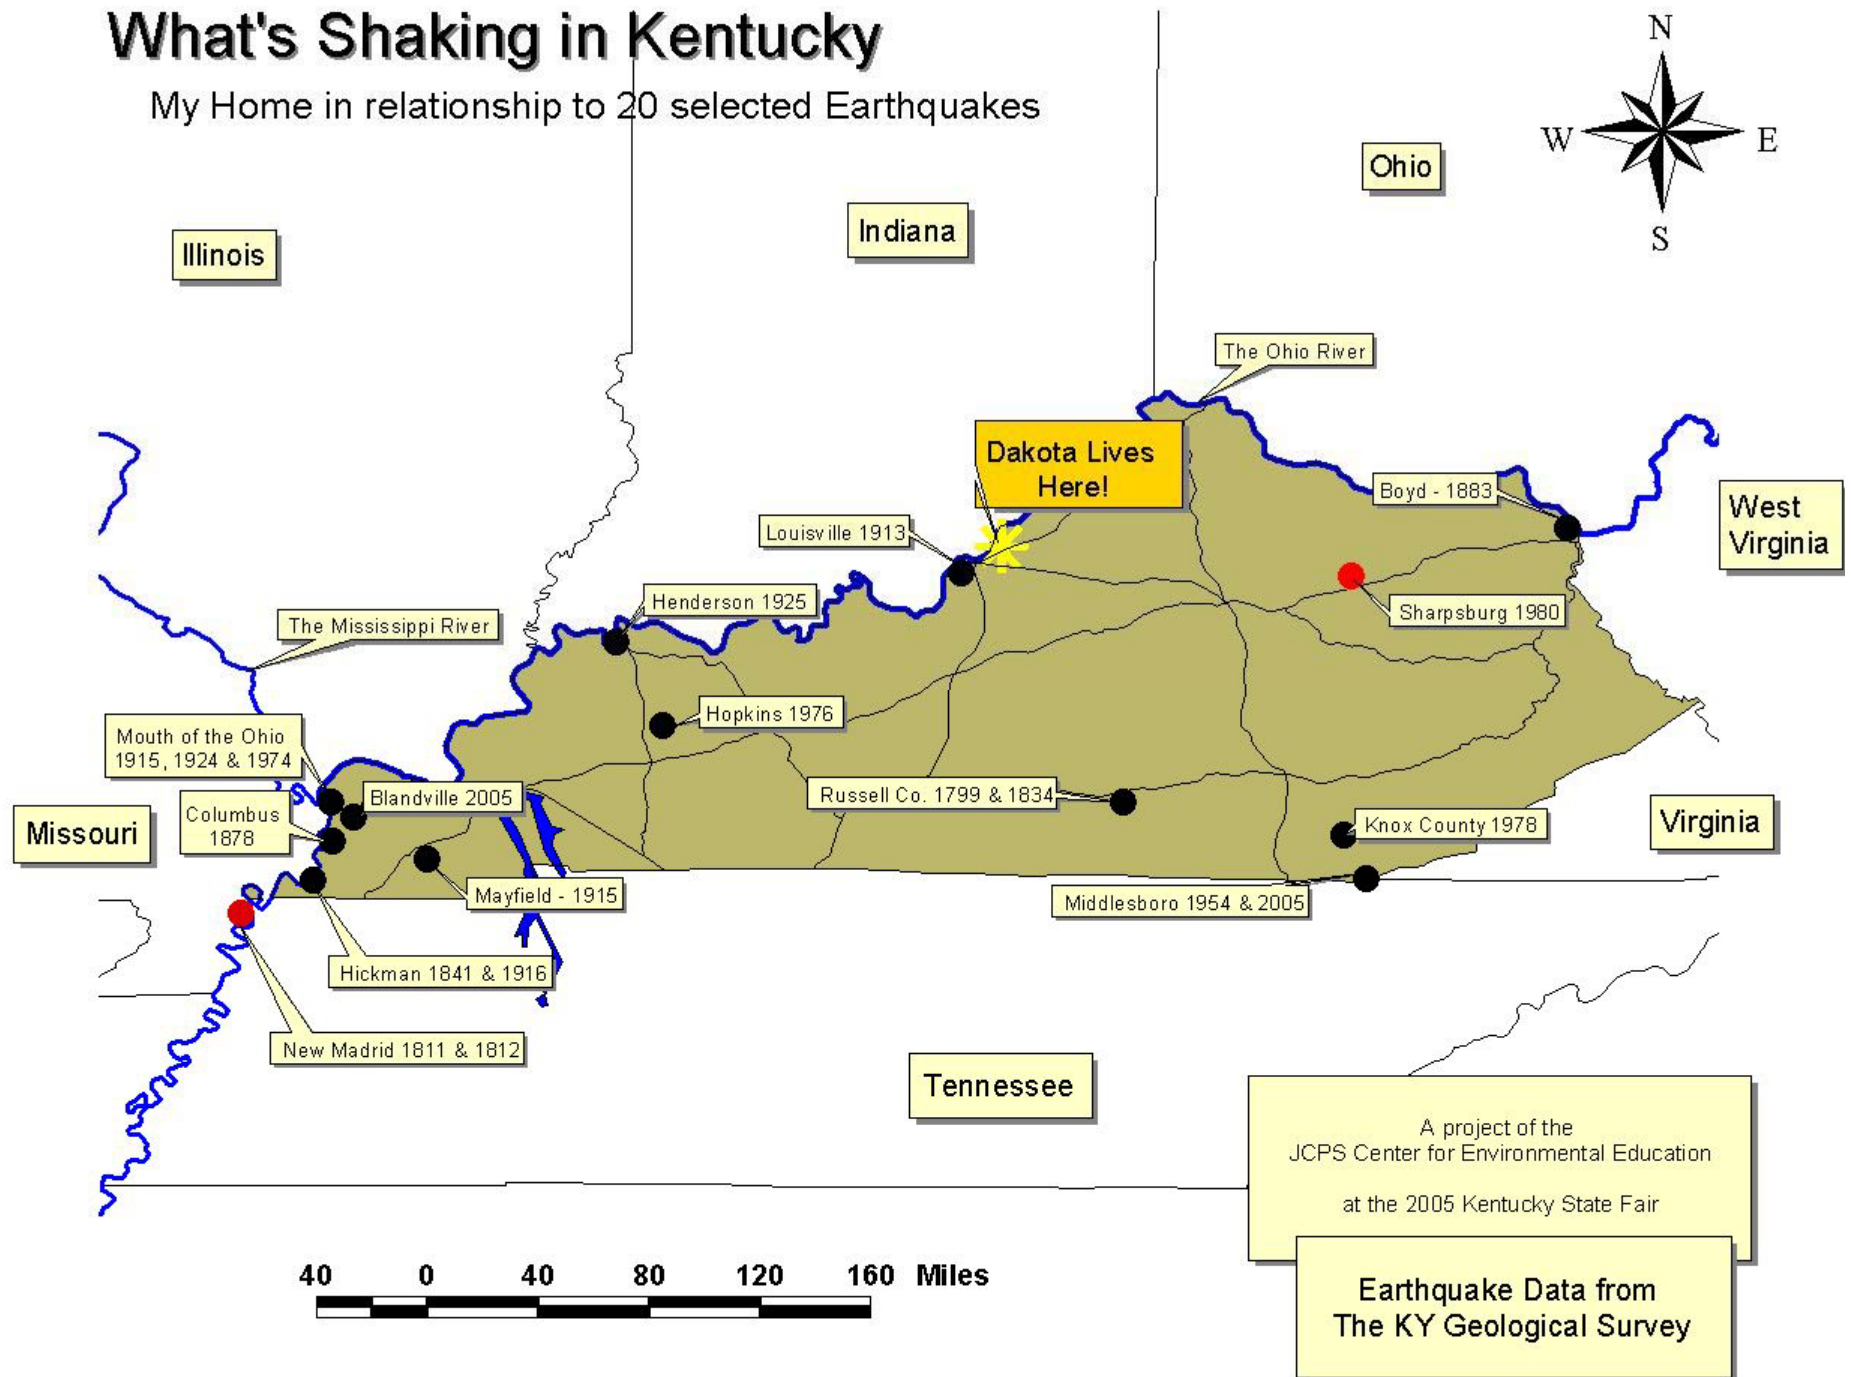 What's Shaking in Kentucky
My Home in relationship to 20 selected Earthquakes
N
W
E
S
Ohio
Indiana
Illinois
The Ohio River
Dakota Lives
Here!
Boyd - 1883
West
Virginia
Louisville 1913
Henderson 1925
Sharpsburg 1980
The Mississippi River
Hopkins 1976
Mouth of the Ohio
1915, 1924 & 1974
Blandville 2005
Russell Co. 1799 & 1834
Columbus
1878
Missouri
Knox County 1978
Virginia
Mayfield - 1915
Middlesboro 1954 & 2005
Hickman 1841 & 1916
New Madrid 1811 & 1812
Tennessee
A project of the
JCPS Center for Environmental Education
at the 2005 Kentucky State Fair
40 0 40 80 120 160 Miles
Earthquake Data from
The KY Geological Survey